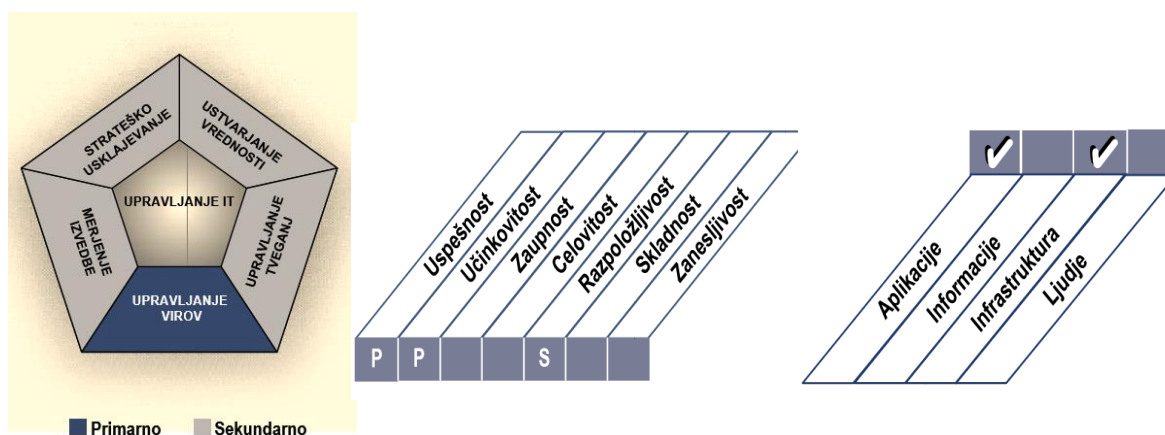 STRATEŠKO
USKLAJEVANJE
USTVARJANJE
VREDNOSTI
UPRAVLJANJE IT
MERJENJE
IZVEDBE
UPRAVLJANJE
TVEGANJ
UPRAVLJANJE
VIROV
Primarno
Sekundarno
Uspešnost
Učinkovitost
Zaupnost
Celovitost
Razpoložljivost
Skladnost
Zanesljivost
P P S
Aplikacije
Informacije
Infrastruktura
Ljudje